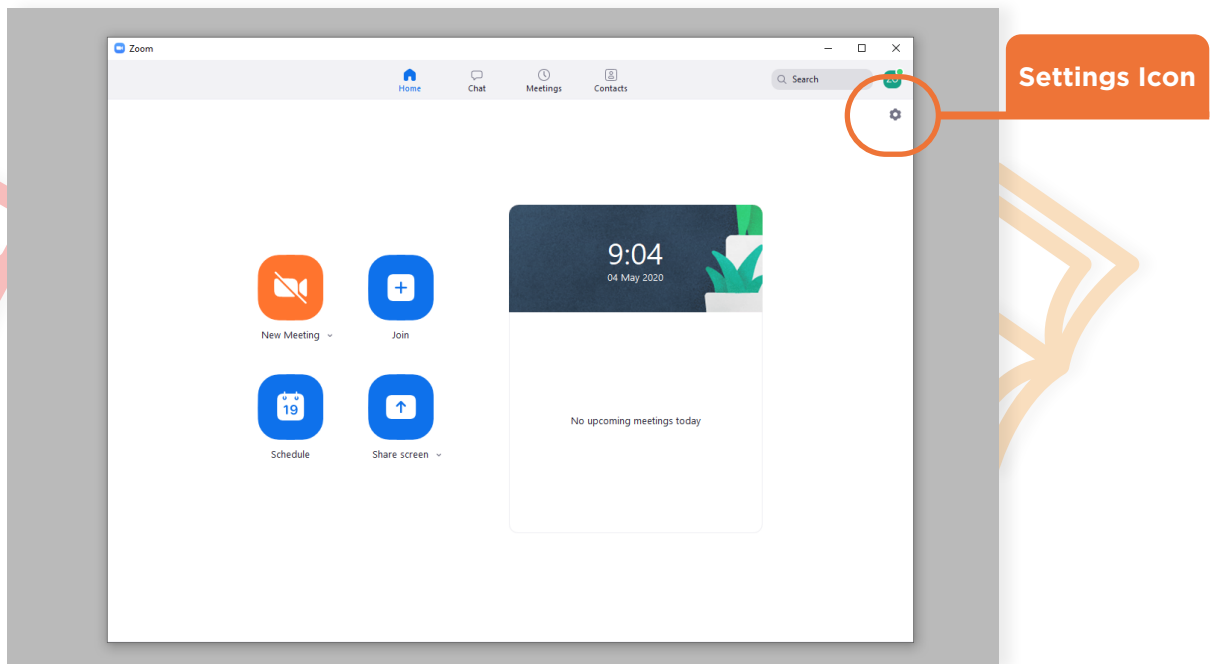 Zoom
Settings Icon
Home
Chat
Meetings
Contacts
Search
9:04
04 May 2020
New Meeting
Join
19
Schedule
Share screen
No upcoming meetings today